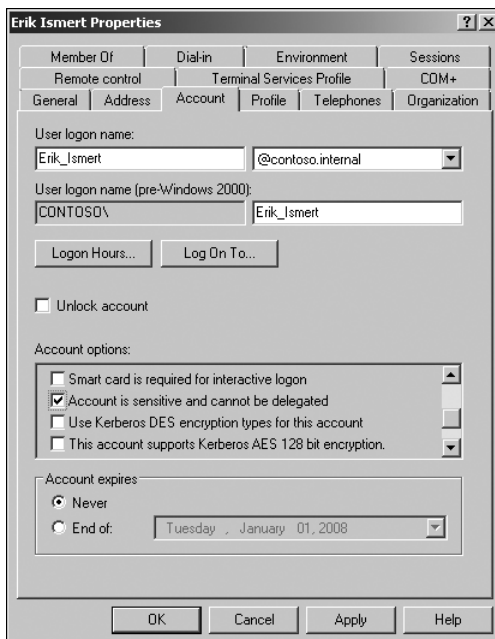 Erik Ismert Properties
Member Of Dial-in Environment Sessions
Remote control Terminal Services Profile COM+
General Address Account Profile Telephones Organization
User logon name:
Erik_Ismert @contoso.internal
User logon name (pre-Windows 2000):
CONTOSO\ Erik_Ismert
Logon Hours... Log On To...
Unlock account
Account options:
Smart card is required for interactive logon
Account is sensitive and cannot be delegated
Use Kerberos DES encryption types for this account
This account supports Kerberos AES 128 bit encryption.
Account expires
Never
End of: Tuesday , January 01, 2008
OK Cancel Apply Help